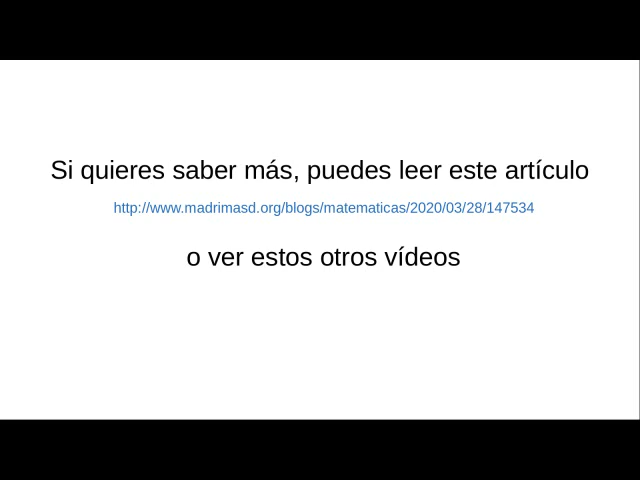 Si quieres saber más, puedes leer este artículo
http://www.madrimasd.org/blogs/matematicas/2020/03/28/147534
o ver estos otros vídeos